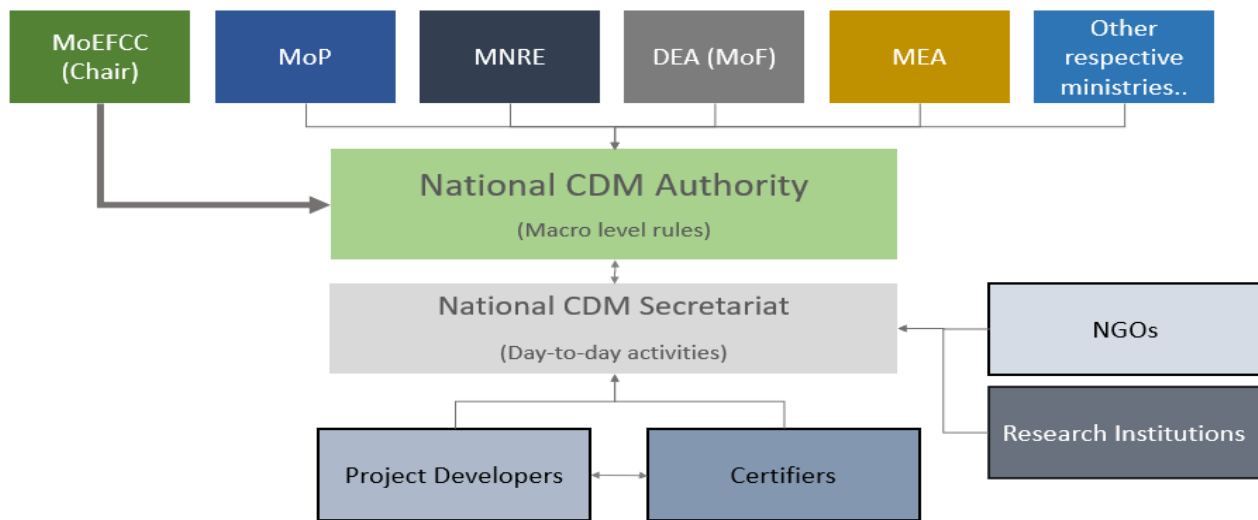 MoEFCC
(Chair)
MoP
MNRE
DEA (MoF)
MEA
Other
respective
ministries..
National CDM Authority
(Macro level rules)
National CDM Secretariat
(Day-to-day activities)
NGOs
Research Institutions
Project Developers
Certifiers